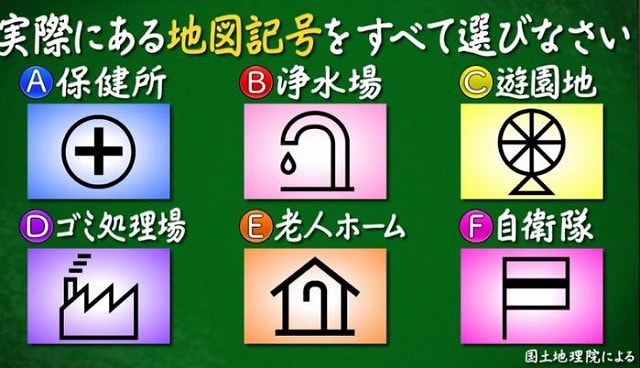 実際にある地図記号をすべて選びなさい
A 保健所
B 浄水場
C 遊園地
D ゴミ処理場
E 老人ホーム
F 自衛隊
国土地理院による